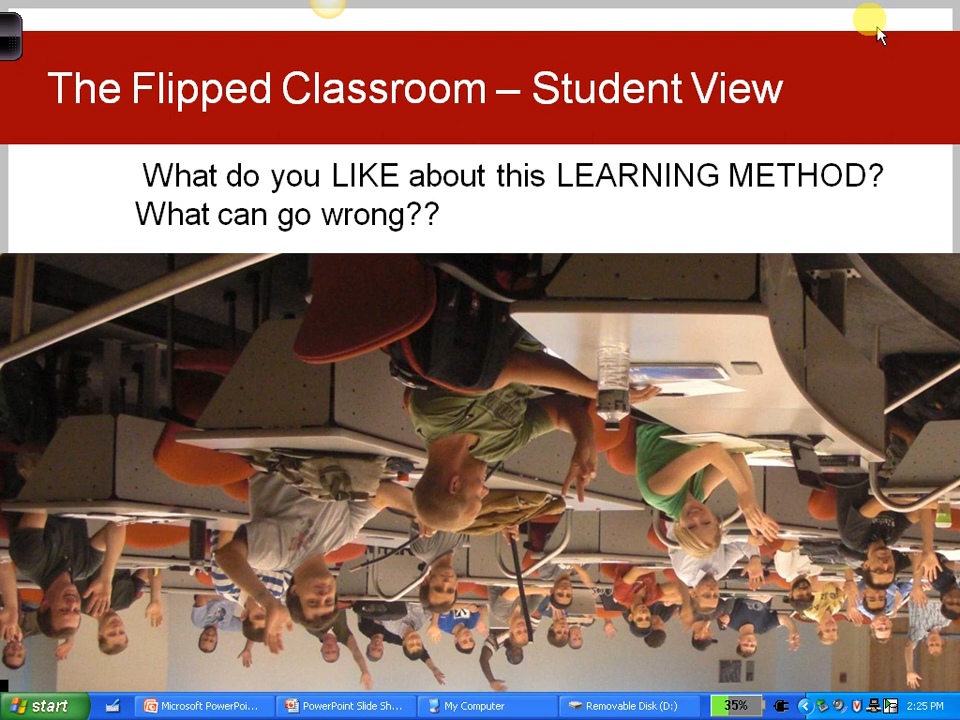 The Flipped Classroom – Student View
What do you LIKE about this LEARNING METHOD?
What can go wrong??
start
Microsoft PowerPoi...
PowerPoint Slide Sh...
My Computer
Removable Disk (D:)
35%
2:25 PM